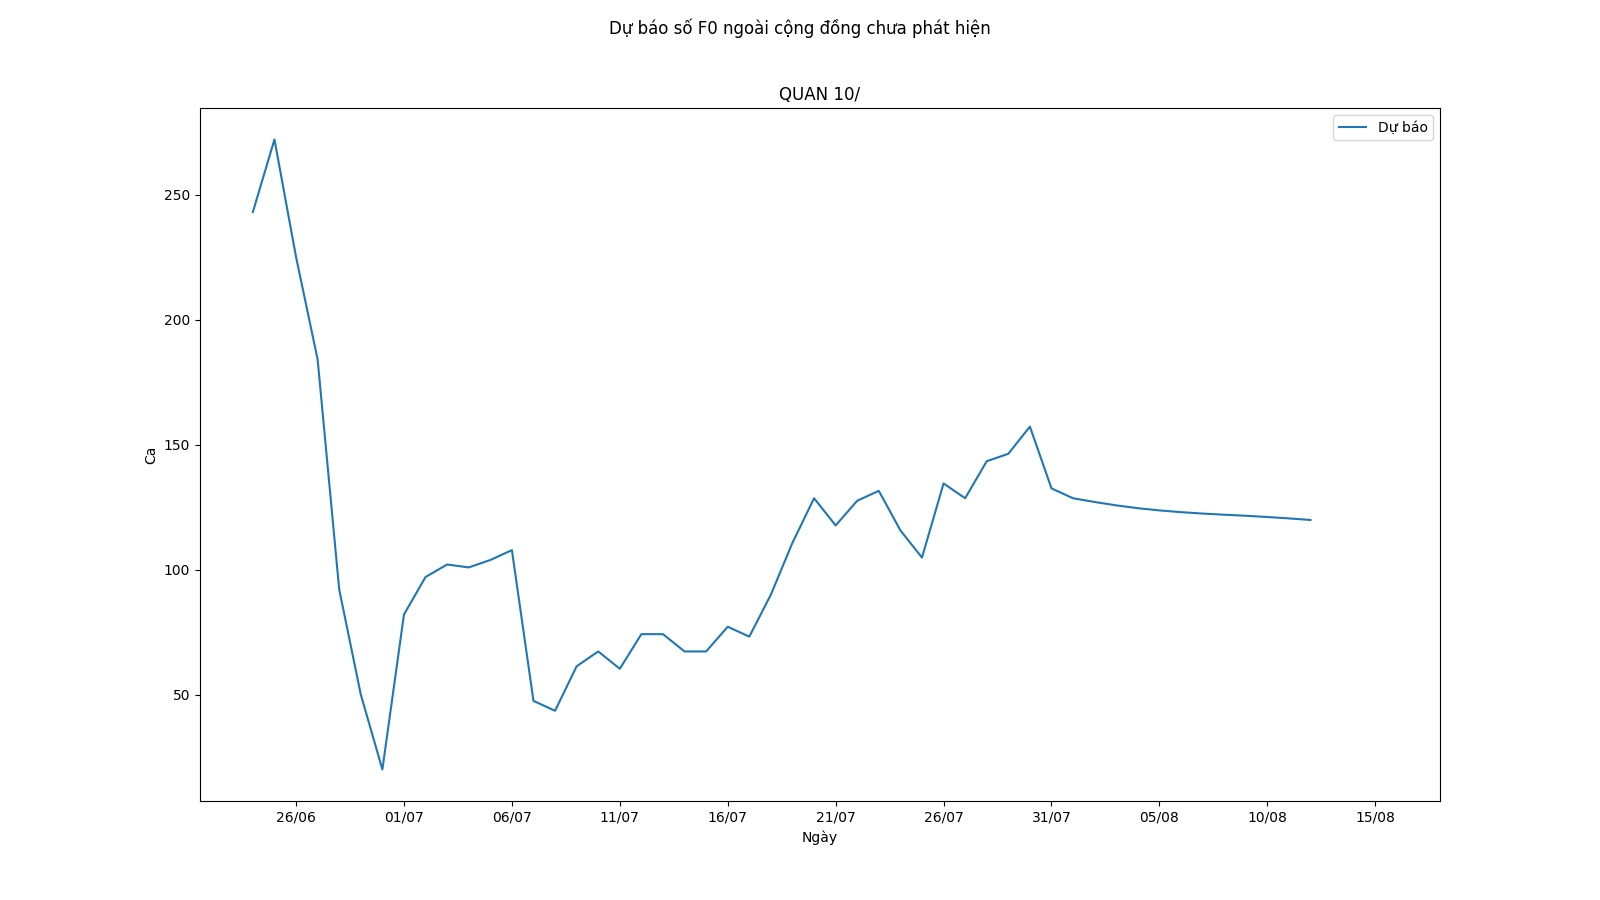 Dự báo số F0 ngoài cộng đồng chưa phát hiện
QUAN 10/
Dự báo
250
200
150
100
50
Ca
26/06 01/07 06/07 11/07 16/07 21/07 26/07 31/07 05/08 10/08 15/08
Ngày